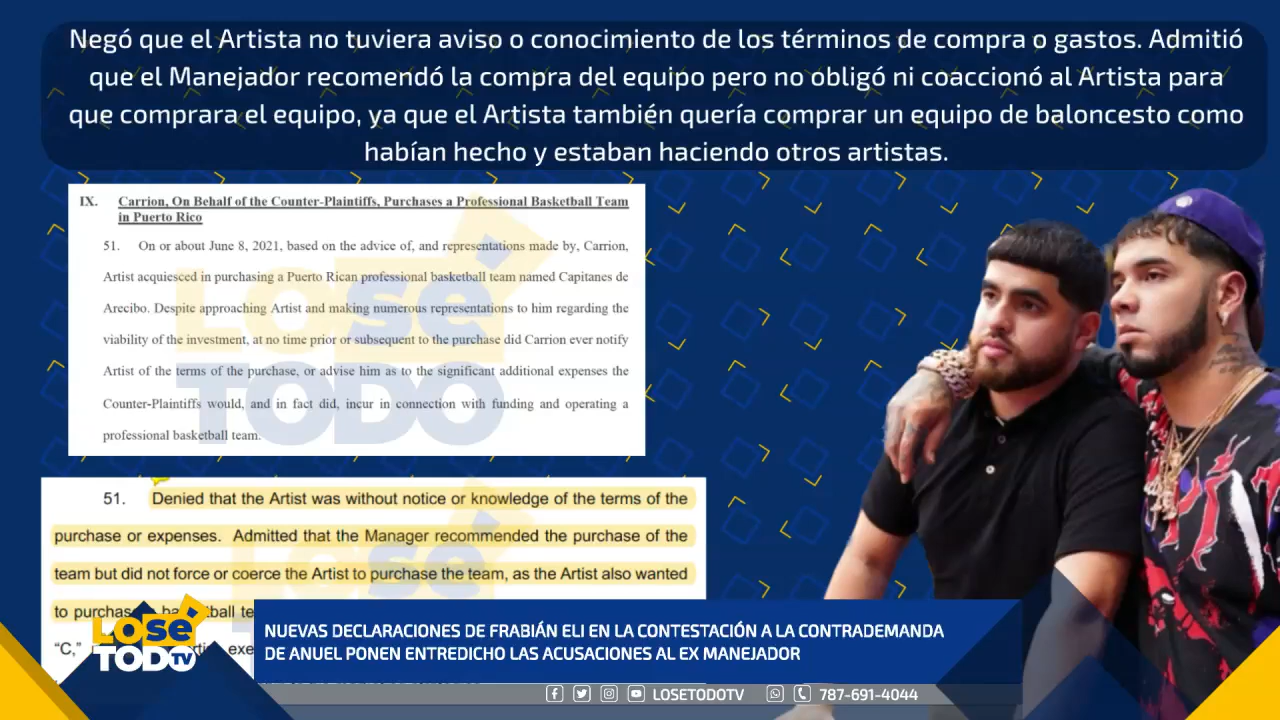 Negó que el Artista no tuviera aviso o conocimiento de los términos de compra o gastos. Admitió
que el Manejador recomendó la compra del equipo pero no obligó ni coaccionó al Artista para
que comprara el equipo, ya que el Artista también quería comprar un equipo de baloncesto como
habían hecho y estaban haciendo otros artistas.
IX. Carrion, On Behalf of the Counter-Plaintiffs, Purchases a Professional Basketball Team
in Puerto Rico
51. On or about June 8, 2021, based on the advice of, and representations made by, Carrion,
Artist acquiesced in purchasing a Puerto Rican professional basketball team named Capitanes de
Arecibo. Despite approaching Artist and making numerous representations to him regarding the
viability of the investment, at no time prior or subsequent to the purchase did Carrion ever notify
Artist of the terms of the purchase, or advise him as to the significant additional expenses the
Counter-Plaintiffs would, and in fact did, incur in connection with funding and operating a
professional basketball team.
LO sé
TODO
51. Denied that the Artist was without notice or knowledge of the terms of the
purchase or expenses. Admitted that the Manager recommended the purchase of the
team but did not force or coerce the Artist to purchase the team, as the Artist also wanted
to
"C,"
LO sé
TODO TV
NUEVAS DECLARACIONES DE FRABIÁN ELI EN LA CONTESTACIÓN A LA CONTRADEMANDA
DE ANUEL PONEN ENTREDICHO LAS ACUSACIONES AL EX MANEJADOR
LOSETODOTV 787-691-4044